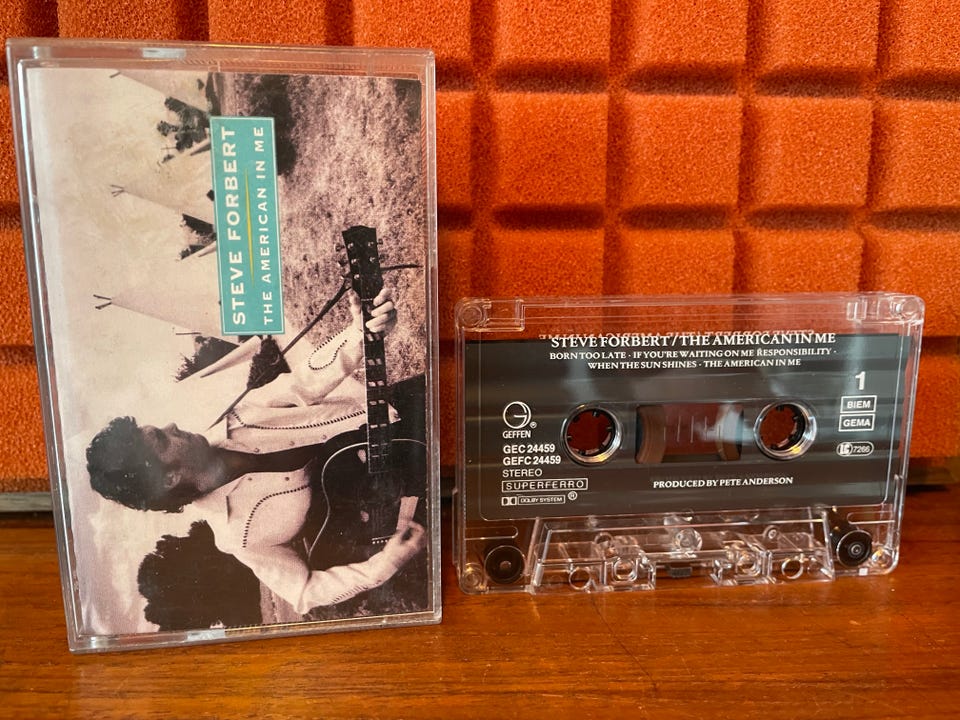 STEVE FORBERT
THE AMERICAN IN ME
STEVE FORBERT/THE AMERICAN IN ME
BORN TOO LATE · IF YOU'RE WAITING ON ME RESPONSIBILITY ·
WHEN THE SUN SHINES · THE AMERICAN IN ME
1
BIEM
GEMA
G®
GEFFEN
GEC 24459
GEFC 24459
LC 7266
STEREO
SUPERFERRO
DOLBY SYSTEM ®
PRODUCED BY PETE ANDERSON